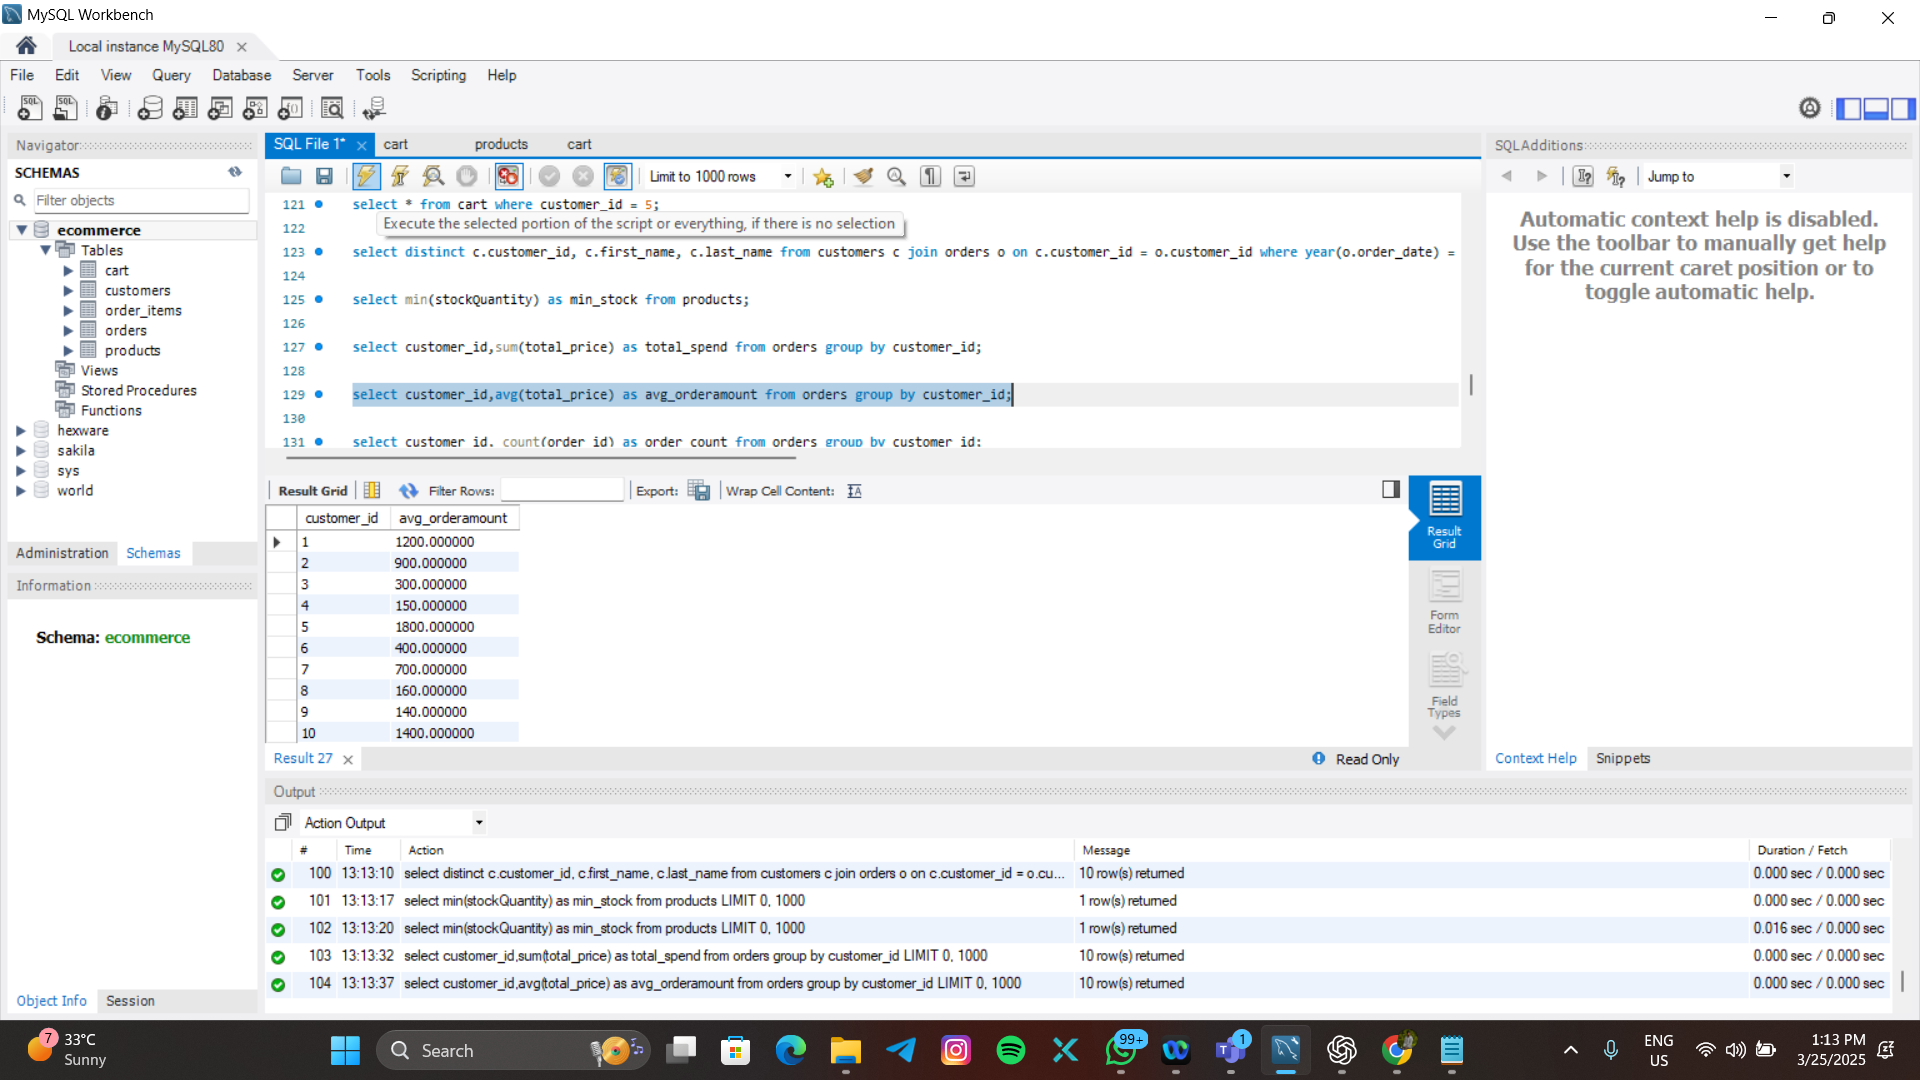 MySQL Workbench
Local instance MySQL80
File Edit View Query Database Server Tools Scripting Help
Navigator
SCHEMAS
Filter objects
ecommerce
Tables
cart
customers
order_items
orders
products
Views
Stored Procedures
Functions
hexware
sakila
sys
world
Administration Schemas
Information
Schema: ecommerce
Object Info Session
SQL File 1* cart products cart
Limit to 1000 rows
121 select * from cart where customer_id = 5;
Execute the selected portion of the script or everything, if there is no selection
122
123 select distinct c.customer_id, c.first_name, c.last_name from customers c join orders o on c.customer_id = o.customer_id where year(o.order_date) =
124
125 select min(stockQuantity) as min_stock from products;
126
127 select customer_id,sum(total_price) as total_spend from orders group by customer_id;
128
129 select customer_id,avg(total_price) as avg_orderamount from orders group by customer_id;
130
131 select customer_id, count(order_id) as order_count from orders group by customer_id;
Result Grid Filter Rows: Export: Wrap Cell Content:
customer_id avg_orderamount
1 1200.000000
2 900.000000
3 300.000000
4 150.000000
5 1800.000000
6 400.000000
7 700.000000
8 160.000000
9 140.000000
10 1400.000000
Result Grid
Form Editor
Field Types
Result 27 Read Only
SQLAdditions
Jump to
Automatic context help is disabled.
Use the toolbar to manually get help
for the current caret position or to
toggle automatic help.
Context Help Snippets
Output
Action Output
# Time Action Message Duration / Fetch
100 13:13:10 select distinct c.customer_id, c.first_name, c.last_name from customers c join orders o on c.customer_id = o.cu... 10 row(s) returned 0.000 sec / 0.000 sec
101 13:13:17 select min(stockQuantity) as min_stock from products LIMIT 0, 1000 1 row(s) returned 0.000 sec / 0.000 sec
102 13:13:20 select min(stockQuantity) as min_stock from products LIMIT 0, 1000 1 row(s) returned 0.016 sec / 0.000 sec
103 13:13:32 select customer_id,sum(total_price) as total_spend from orders group by customer_id LIMIT 0, 1000 10 row(s) returned 0.000 sec / 0.000 sec
104 13:13:37 select customer_id,avg(total_price) as avg_orderamount from orders group by customer_id LIMIT 0, 1000 10 row(s) returned 0.000 sec / 0.000 sec
7 33°C
Sunny
Search
99+
1
ENG
US
1:13 PM
3/25/2025